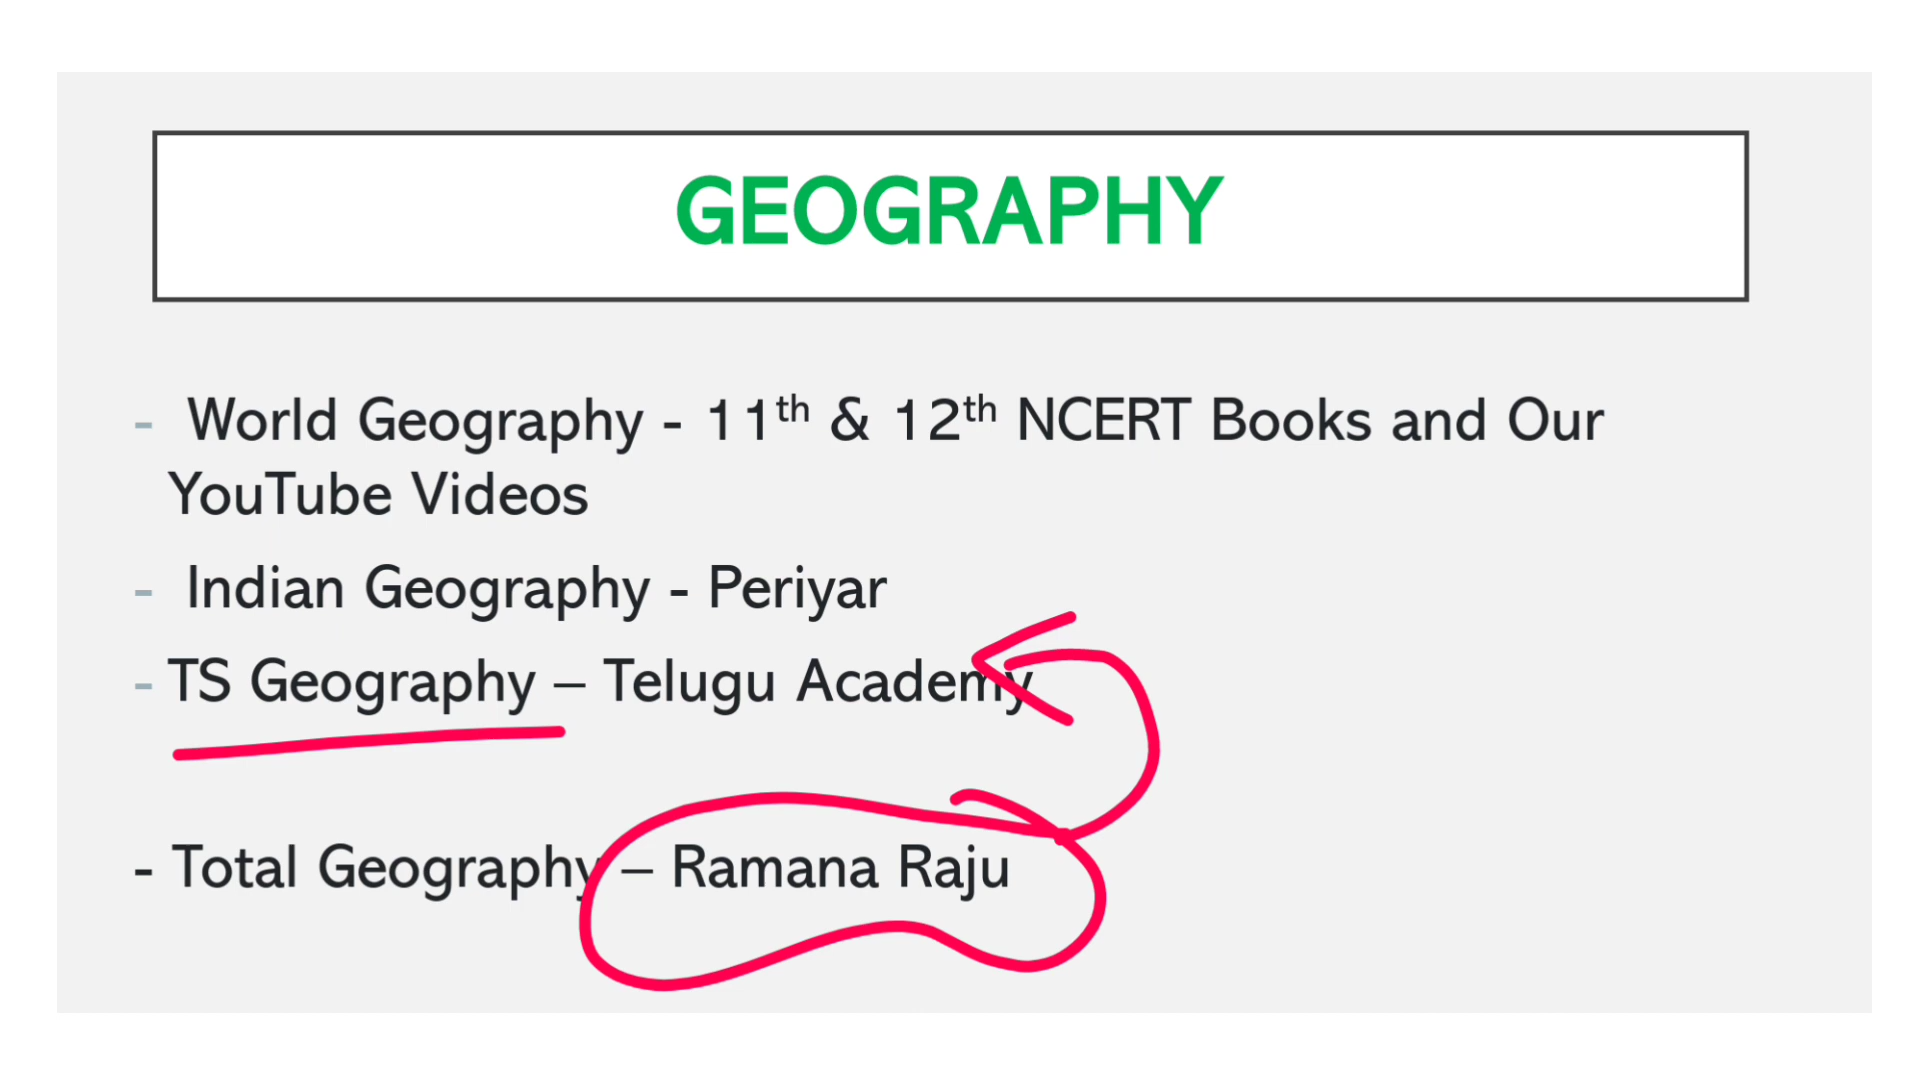 GEOGRAPHY
- World Geography - 11th & 12th NCERT Books and Our
YouTube Videos
- Indian Geography - Periyar
- TS Geography – Telugu Academy
- Total Geography – Ramana Raju